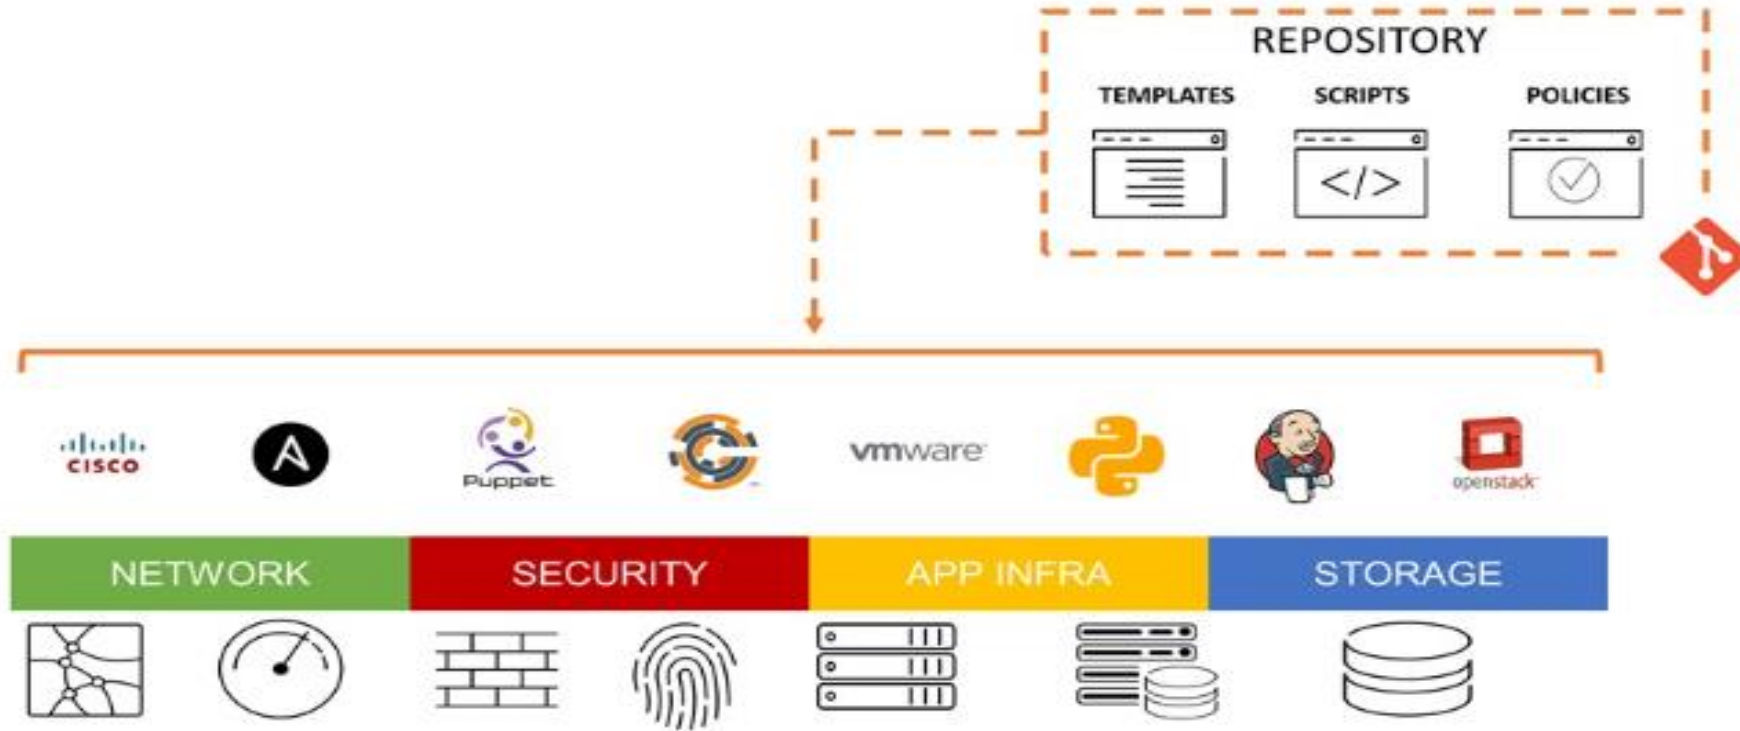 REPOSITORY
TEMPLATES SCRIPTS POLICIES
</>
CISCO
A
Puppet
vmware
openstack
NETWORK SECURITY APP INFRA STORAGE